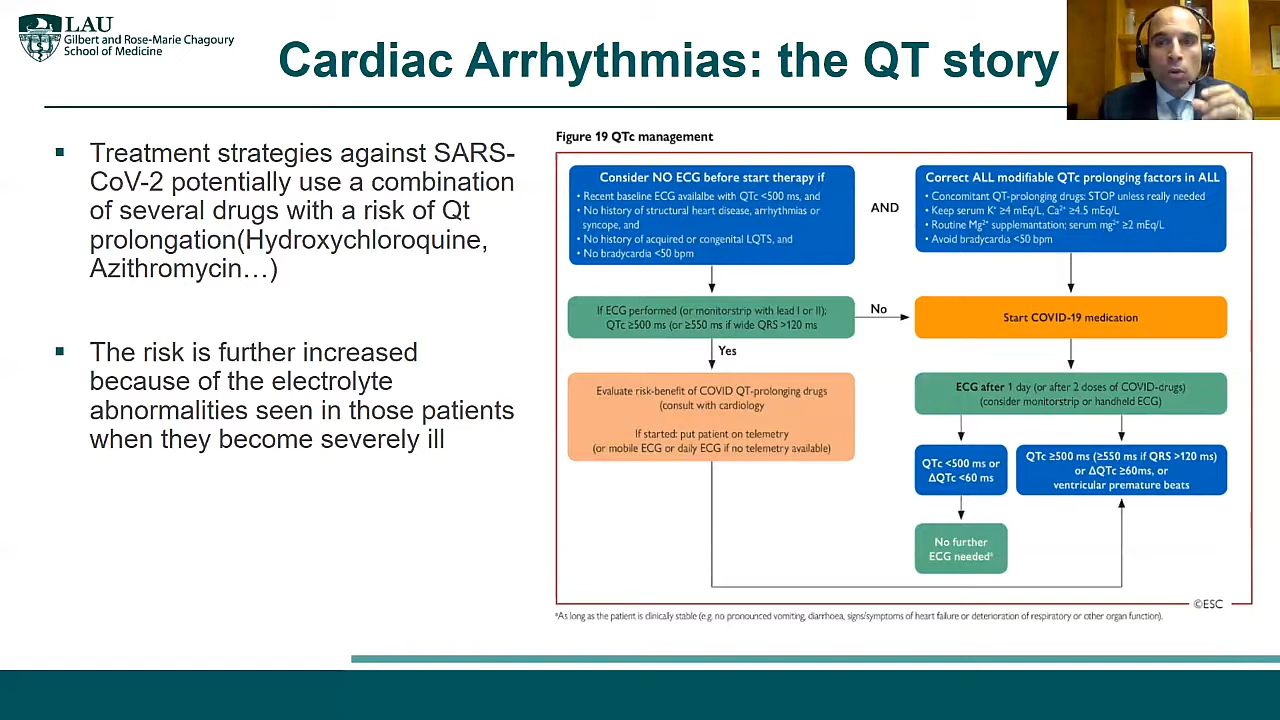 LAU
Gilbert and Rose-Marie Chagoury
School of Medicine
Cardiac Arrhythmias: the QT story
▪ Treatment strategies against SARS-
CoV-2 potentially use a combination
of several drugs with a risk of Qt
prolongation(Hydroxychloroquine,
Azithromycin…)
▪ The risk is further increased
because of the electrolyte
abnormalities seen in those patients
when they become severely ill
Figure 19 QTc management
Consider NO ECG before start therapy if
• Recent baseline ECG availalbe with QTc <500 ms, and
• No history of structural heart disease, arrhythmias or
syncope, and
• No history of acquired or congenital LQTS, and
• No bradycardia <50 bpm
AND
Correct ALL modifiable QTc prolonging factors in ALL
• Concomitant QT-prolonging drugs: STOP unless really needed
• Keep serum K⁺ ≥4 mEq/L, Ca²⁺ ≥4.5 mEq/L
• Routine Mg²⁺ supplemantation; serum mg²⁺ ≥2 mEq/L
• Avoid bradycardia <50 bpm
If ECG performed (or monitorstrip with lead I or II);
QTc ≥500 ms (or ≥550 ms if wide QRS >120 ms
No
Start COVID-19 medication
Yes
Evaluate risk-benefit of COVID QT-prolonging drugs
(consult with cardiology
If started: put patient on telemetry
(or mobile ECG or daily ECG if no telemetry available)
ECG after 1 day (or after 2 doses of COVID-drugs)
(consider monitorstrip or handheld ECG)
QTc <500 ms or
ΔQTc <60 ms
QTc ≥500 ms (≥550 ms if QRS >120 ms)
or ΔQTc ≥60ms, or
ventricular premature beats
No further
ECG neededᵃ
©ESC
ᵃAs long as the patient is clinically stable (e.g. no pronounced vomiting, diarrhoea, signs/symptoms of heart failure or deterioration of respiratory or other organ function).